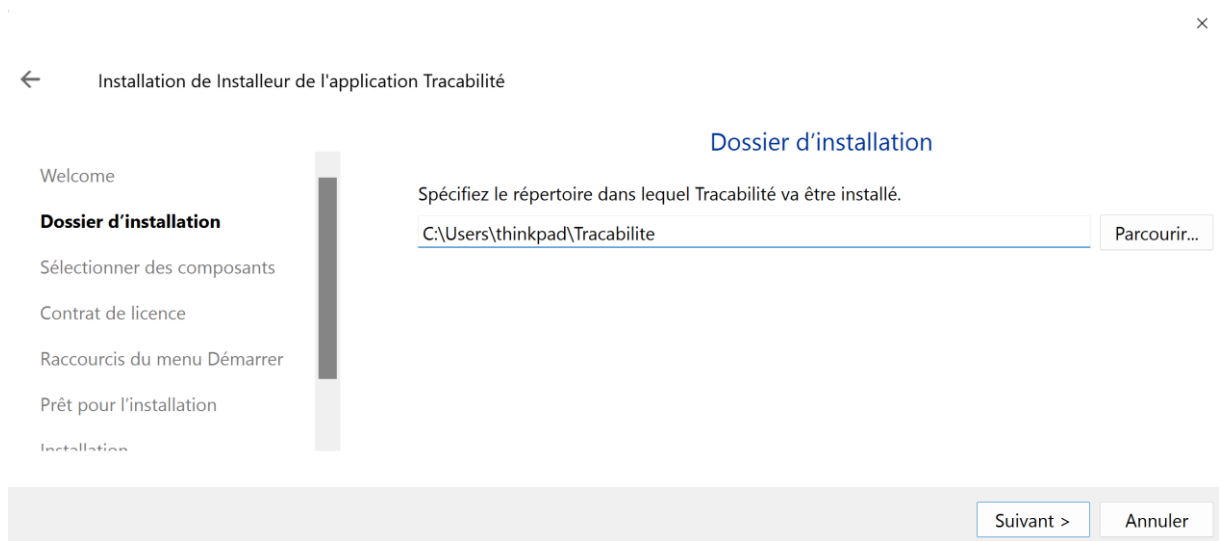 Installation de Installeur de l'application Tracabilité
Dossier d’installation
Welcome
Dossier d’installation
Sélectionner des composants
Contrat de licence
Raccourcis du menu Démarrer
Prêt pour l’installation
Installation
Spécifiez le répertoire dans lequel Tracabilité va être installé.
C:\Users\thinkpad\Tracabilite
Parcourir...
Suivant >
Annuler